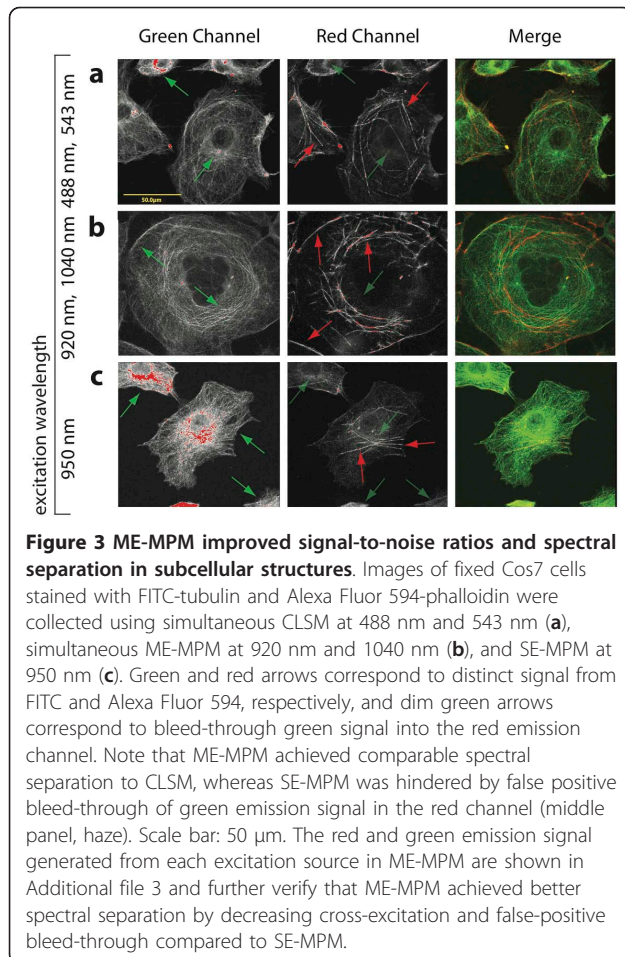 Green Channel Red Channel Merge
a
488 nm, 543 nm
50.0µm
b
920 nm, 1040 nm
c
950 nm
excitation wavelength
Figure 3 ME-MPM improved signal-to-noise ratios and spectral
separation in subcellular structures. Images of fixed Cos7 cells
stained with FITC-tubulin and Alexa Fluor 594-phalloidin were
collected using simultaneous CLSM at 488 nm and 543 nm (a),
simultaneous ME-MPM at 920 nm and 1040 nm (b), and SE-MPM at
950 nm (c). Green and red arrows correspond to distinct signal from
FITC and Alexa Fluor 594, respectively, and dim green arrows
correspond to bleed-through green signal into the red emission
channel. Note that ME-MPM achieved comparable spectral
separation to CLSM, whereas SE-MPM was hindered by false positive
bleed-through of green emission signal in the red channel (middle
panel, haze). Scale bar: 50 µm. The red and green emission signal
generated from each excitation source in ME-MPM are shown in
Additional file 3 and further verify that ME-MPM achieved better
spectral separation by decreasing cross-excitation and false-positive
bleed-through compared to SE-MPM.